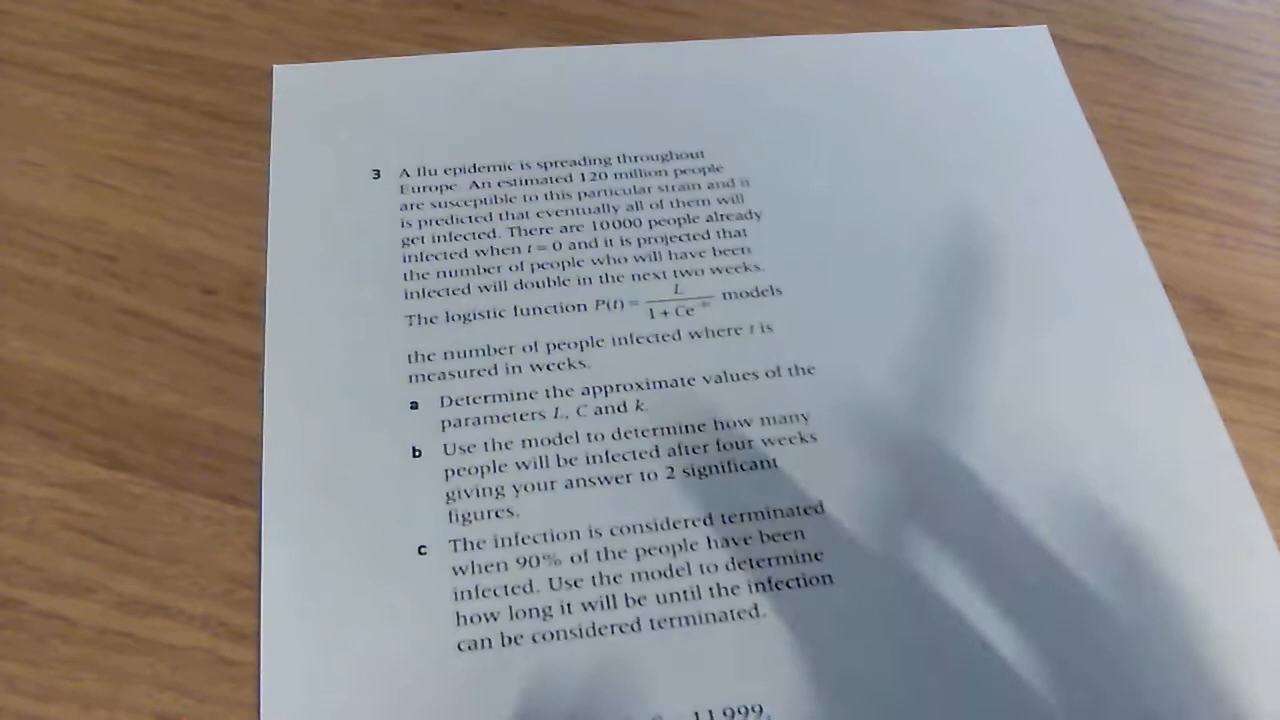 3 A flu epidemic is spreading throughout
Europe. An estimated 120 million people
are susceptible to this particular strain and it
is predicted that eventually all of them will
get infected. There are 10000 people already
infected when t = 0 and it is projected that
the number of people who will have been
infected will double in the next two weeks.
The logistic function P(t) = L / (1 + Ce^-kt) models
the number of people infected where t is
measured in weeks.
a Determine the approximate values of the
parameters L, C and k.
b Use the model to determine how many
people will be infected after four weeks
giving your answer to 2 significant
figures.
c The infection is considered terminated
when 90% of the people have been
infected. Use the model to determine
how long it will be until the infection
can be considered terminated.
11 999.